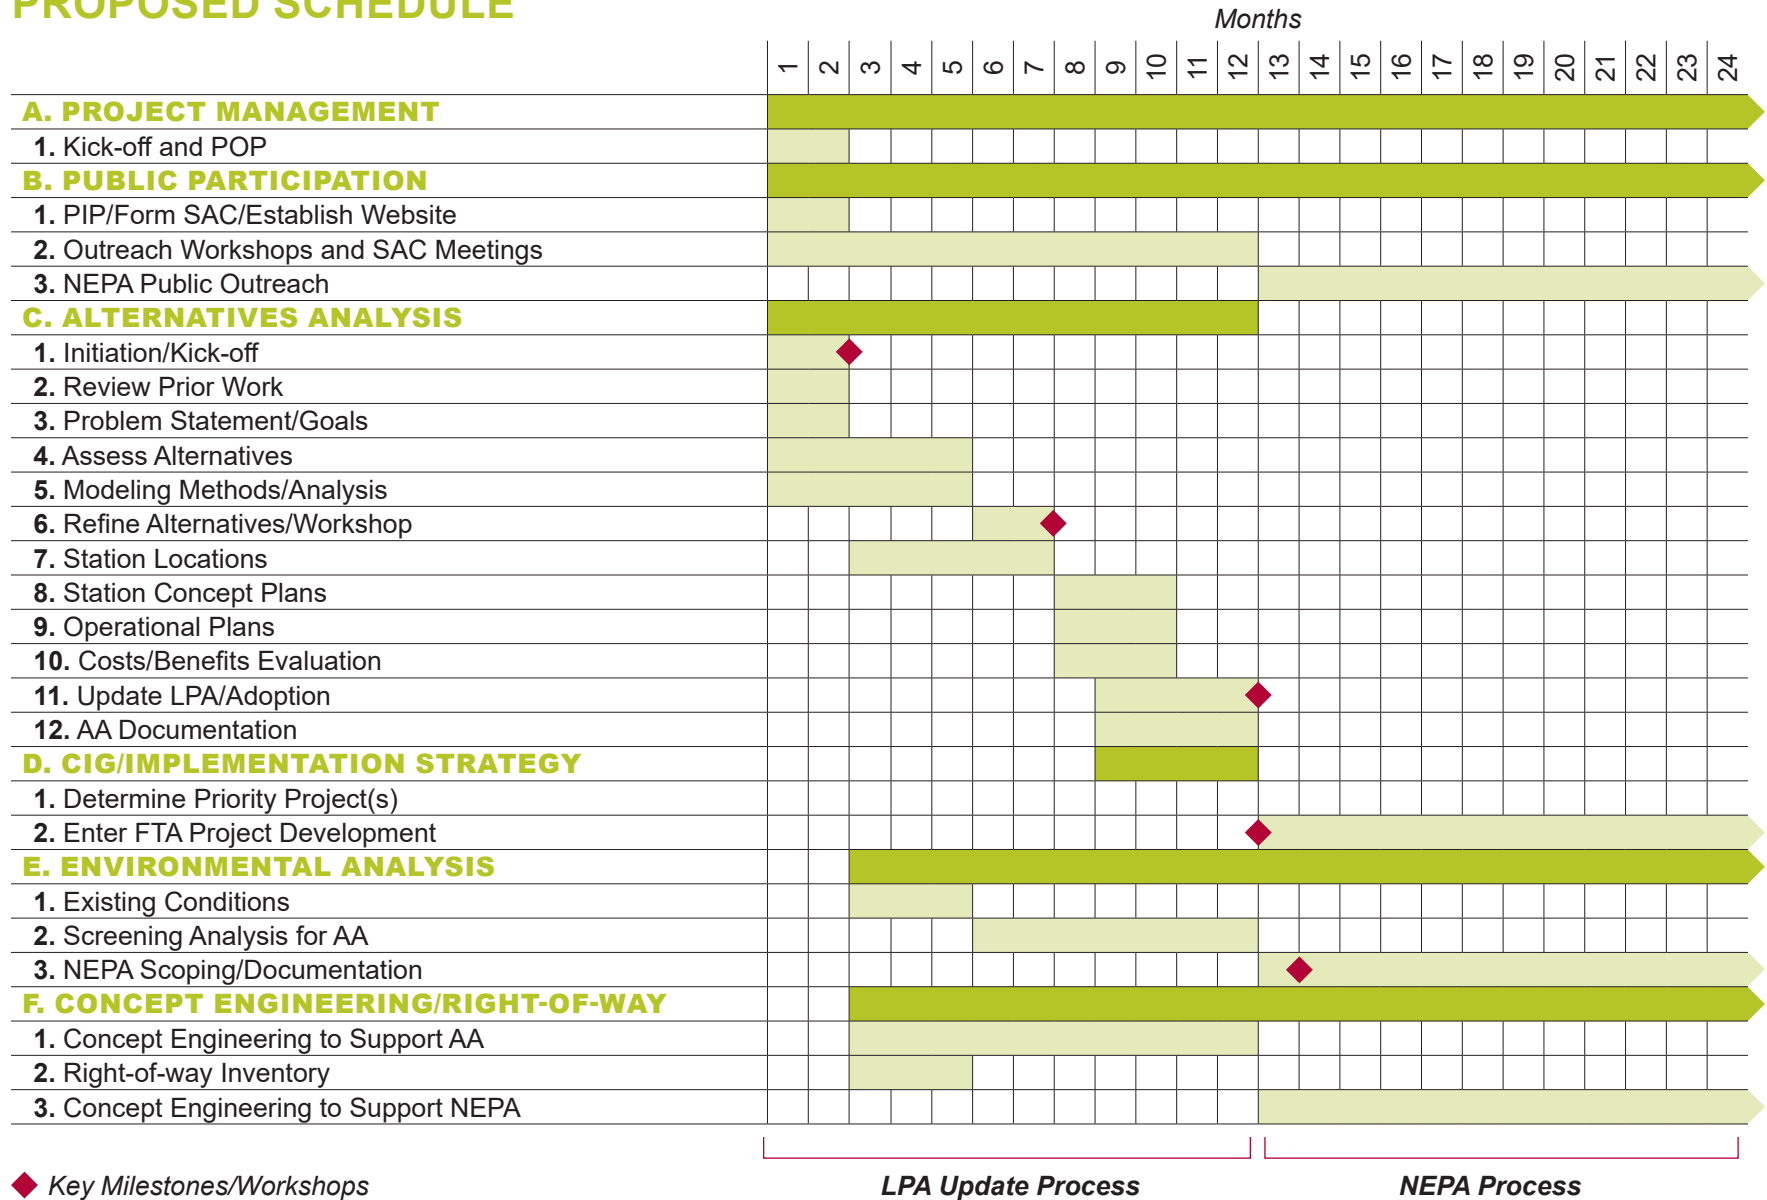 PROPOSED SCHEDULE
Months
1 2 3 4 5 6 7 8 9 10 11 12 13 14 15 16 17 18 19 20 21 22 23 24
A. PROJECT MANAGEMENT
1. Kick-off and POP
B. PUBLIC PARTICIPATION
1. PIP/Form SAC/Establish Website
2. Outreach Workshops and SAC Meetings
3. NEPA Public Outreach
C. ALTERNATIVES ANALYSIS
1. Initiation/Kick-off
2. Review Prior Work
3. Problem Statement/Goals
4. Assess Alternatives
5. Modeling Methods/Analysis
6. Refine Alternatives/Workshop
7. Station Locations
8. Station Concept Plans
9. Operational Plans
10. Costs/Benefits Evaluation
11. Update LPA/Adoption
12. AA Documentation
D. CIG/IMPLEMENTATION STRATEGY
1. Determine Priority Project(s)
2. Enter FTA Project Development
E. ENVIRONMENTAL ANALYSIS
1. Existing Conditions
2. Screening Analysis for AA
3. NEPA Scoping/Documentation
F. CONCEPT ENGINEERING/RIGHT-OF-WAY
1. Concept Engineering to Support AA
2. Right-of-way Inventory
3. Concept Engineering to Support NEPA
Key Milestones/Workshops
LPA Update Process
NEPA Process